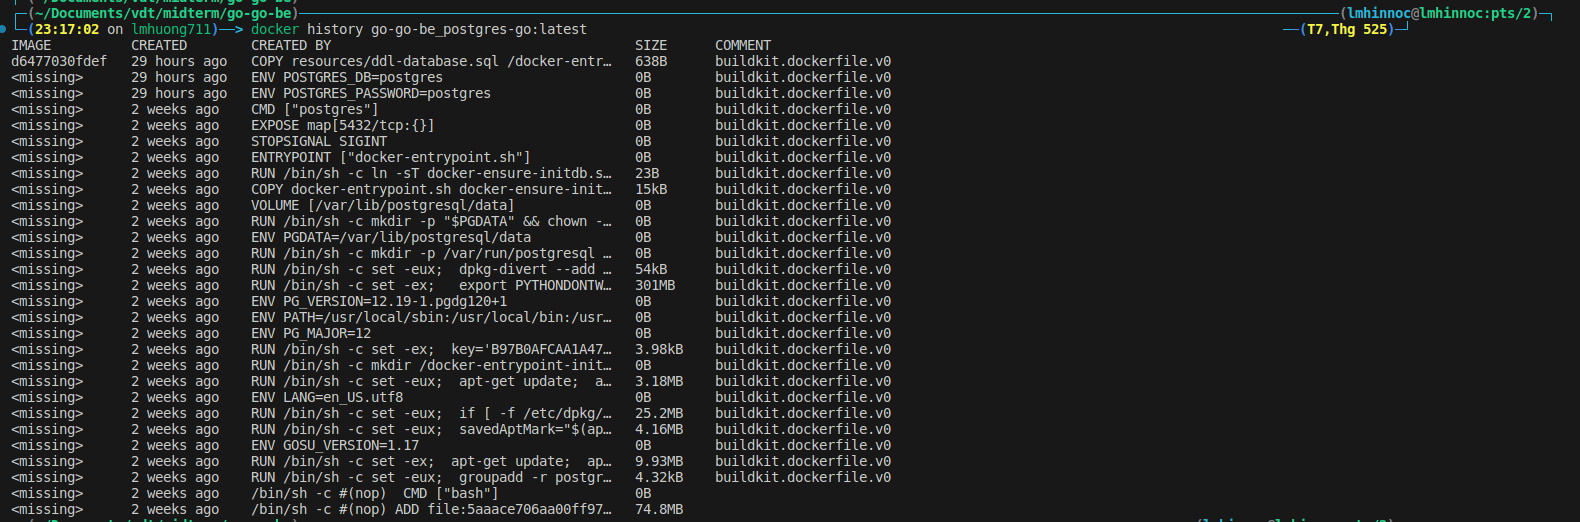 (~/Documents/vdt/midterm/go-go-be)
(~/Documents/vdt/midterm/go-go-be) (lmhinnoc@lmhinnoc:pts/2)
(23:17:02 on lmhuong711)──> docker history go-go-be_postgres-go:latest (T7,Thg 525)
IMAGE CREATED CREATED BY SIZE COMMENT
d6477030fdef 29 hours ago COPY resources/ddl-database.sql /docker-entr… 638B buildkit.dockerfile.v0
<missing> 29 hours ago ENV POSTGRES_DB=postgres 0B buildkit.dockerfile.v0
<missing> 29 hours ago ENV POSTGRES_PASSWORD=postgres 0B buildkit.dockerfile.v0
<missing> 2 weeks ago CMD ["postgres"] 0B buildkit.dockerfile.v0
<missing> 2 weeks ago EXPOSE map[5432/tcp:{}] 0B buildkit.dockerfile.v0
<missing> 2 weeks ago STOPSIGNAL SIGINT 0B buildkit.dockerfile.v0
<missing> 2 weeks ago ENTRYPOINT ["docker-entrypoint.sh"] 0B buildkit.dockerfile.v0
<missing> 2 weeks ago RUN /bin/sh -c ln -sT docker-ensure-initdb.s… 23B buildkit.dockerfile.v0
<missing> 2 weeks ago COPY docker-entrypoint.sh docker-ensure-init… 15kB buildkit.dockerfile.v0
<missing> 2 weeks ago VOLUME [/var/lib/postgresql/data] 0B buildkit.dockerfile.v0
<missing> 2 weeks ago RUN /bin/sh -c mkdir -p "$PGDATA" && chown -… 0B buildkit.dockerfile.v0
<missing> 2 weeks ago ENV PGDATA=/var/lib/postgresql/data 0B buildkit.dockerfile.v0
<missing> 2 weeks ago RUN /bin/sh -c mkdir -p /var/run/postgresql … 0B buildkit.dockerfile.v0
<missing> 2 weeks ago RUN /bin/sh -c set -eux; dpkg-divert --add … 54kB buildkit.dockerfile.v0
<missing> 2 weeks ago RUN /bin/sh -c set -ex; export PYTHONDONTW… 301MB buildkit.dockerfile.v0
<missing> 2 weeks ago ENV PG_VERSION=12.19-1.pgdg120+1 0B buildkit.dockerfile.v0
<missing> 2 weeks ago ENV PATH=/usr/local/sbin:/usr/local/bin:/usr… 0B buildkit.dockerfile.v0
<missing> 2 weeks ago ENV PG_MAJOR=12 0B buildkit.dockerfile.v0
<missing> 2 weeks ago RUN /bin/sh -c set -ex; key='B97B0AFCAA1A47… 3.98kB buildkit.dockerfile.v0
<missing> 2 weeks ago RUN /bin/sh -c mkdir /docker-entrypoint-init… 0B buildkit.dockerfile.v0
<missing> 2 weeks ago RUN /bin/sh -c set -eux; apt-get update; a… 3.18MB buildkit.dockerfile.v0
<missing> 2 weeks ago ENV LANG=en_US.utf8 0B buildkit.dockerfile.v0
<missing> 2 weeks ago RUN /bin/sh -c set -eux; if [ -f /etc/dpkg/… 25.2MB buildkit.dockerfile.v0
<missing> 2 weeks ago RUN /bin/sh -c set -eux; savedAptMark="$(ap… 4.16MB buildkit.dockerfile.v0
<missing> 2 weeks ago ENV GOSU_VERSION=1.17 0B buildkit.dockerfile.v0
<missing> 2 weeks ago RUN /bin/sh -c set -ex; apt-get update; ap… 9.93MB buildkit.dockerfile.v0
<missing> 2 weeks ago RUN /bin/sh -c set -eux; groupadd -r postgr… 4.32kB buildkit.dockerfile.v0
<missing> 2 weeks ago /bin/sh -c #(nop) CMD ["bash"] 0B
<missing> 2 weeks ago /bin/sh -c #(nop) ADD file:5aaace706aa00ff97… 74.8MB